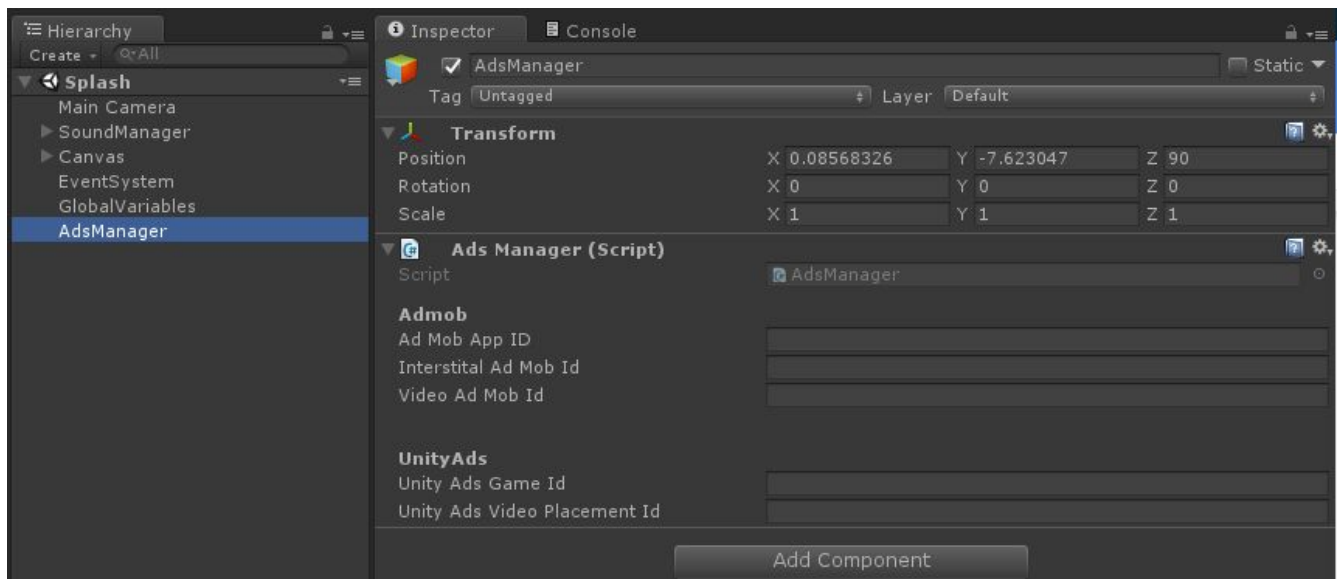 Hierarchy
Create All
Splash
Main Camera
SoundManager
Canvas
EventSystem
GlobalVariables
AdsManager
Inspector Console
AdsManager Static
Tag Untagged Layer Default
Transform
Position X 0.08568326 Y -7.623047 Z 90
Rotation X 0 Y 0 Z 0
Scale X 1 Y 1 Z 1
Ads Manager (Script)
Script AdsManager
Admob
Ad Mob App ID
Interstital Ad Mob Id
Video Ad Mob Id
UnityAds
Unity Ads Game Id
Unity Ads Video Placement Id
Add Component